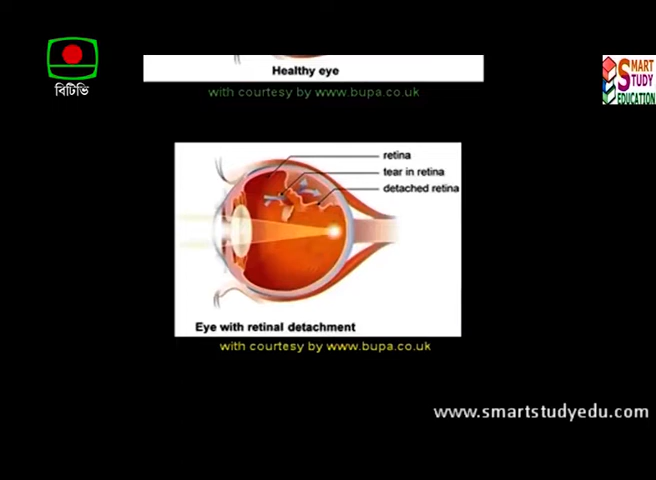 বিটিভি
SMART
STUDY
EDUCATION
Healthy eye
with courtesy by www.bupa.co.uk
retina
tear in retina
detached retina
Eye with retinal detachment
with courtesy by www.bupa.co.uk
www.smartstudyedu.com